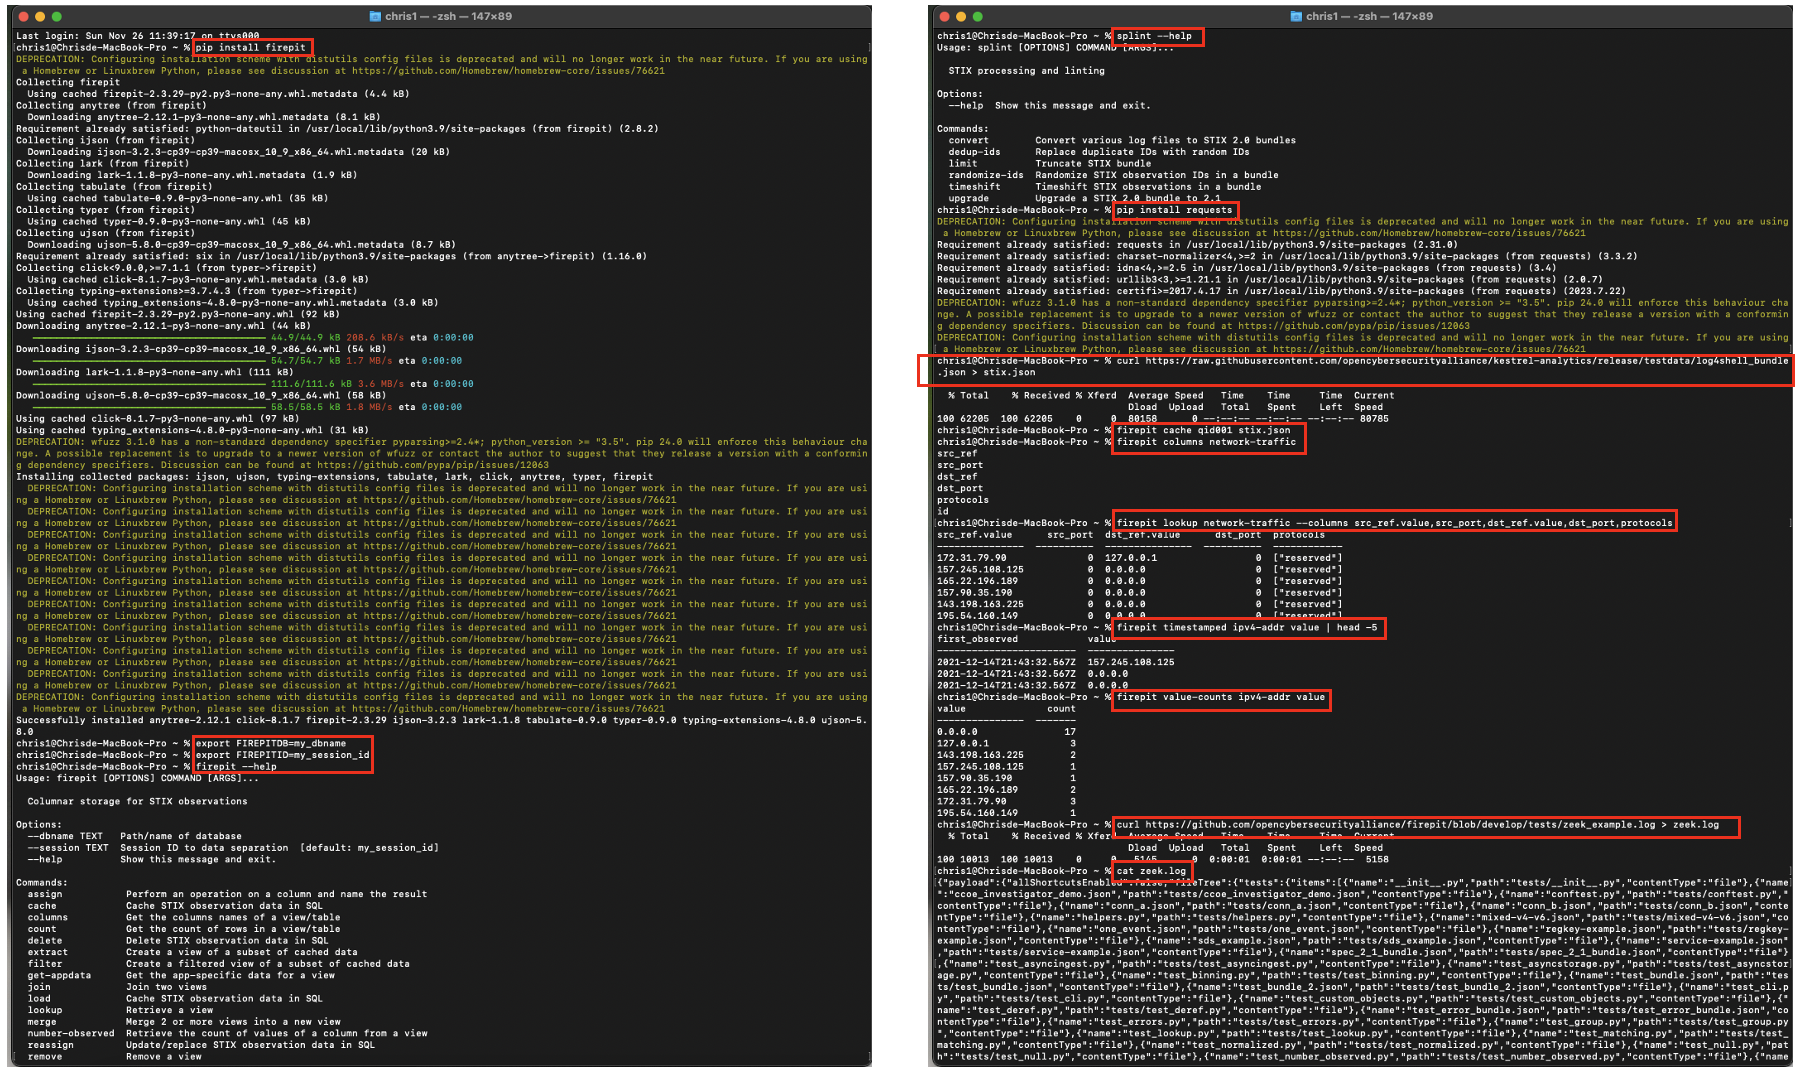 chris1 — -zsh — 147×89
Last login: Sun Nov 26 11:39:17 on ttys000
chris1@Chrisde-MacBook-Pro ~ % pip install firepit
DEPRECATION: Configuring installation scheme with distutils config files is deprecated and will no longer work in the near future. If you are using
a Homebrew or Linuxbrew Python, please see discussion at https://github.com/Homebrew/homebrew-core/issues/76621
Collecting firepit
Using cached firepit-2.3.29-py2.py3-none-any.whl.metadata (4.4 kB)
Collecting anytree (from firepit)
Downloading anytree-2.12.1-py3-none-any.whl.metadata (8.1 kB)
Requirement already satisfied: python-dateutil in /usr/local/lib/python3.9/site-packages (from firepit) (2.8.2)
Collecting ijson (from firepit)
Downloading ijson-3.2.3-cp39-cp39-macosx_10_9_x86_64.whl.metadata (20 kB)
Collecting lark (from firepit)
Downloading lark-1.1.8-py3-none-any.whl.metadata (1.9 kB)
Collecting tabulate (from firepit)
Using cached tabulate-0.9.0-py3-none-any.whl (35 kB)
Collecting typer (from firepit)
Using cached typer-0.9.0-py3-none-any.whl (45 kB)
Collecting ujson (from firepit)
Downloading ujson-5.8.0-cp39-cp39-macosx_10_9_x86_64.whl.metadata (8.7 kB)
Requirement already satisfied: six in /usr/local/lib/python3.9/site-packages (from anytree->firepit) (1.16.0)
Collecting click<9.0.0,>=7.1.1 (from typer->firepit)
Using cached click-8.1.7-py3-none-any.whl.metadata (3.0 kB)
Collecting typing-extensions>=3.7.4.3 (from typer->firepit)
Using cached typing_extensions-4.8.0-py3-none-any.whl.metadata (3.0 kB)
Using cached firepit-2.3.29-py2.py3-none-any.whl (92 kB)
Downloading anytree-2.12.1-py3-none-any.whl (44 kB)
44.9/44.9 kB 208.6 kB/s eta 0:00:00
Downloading ijson-3.2.3-cp39-cp39-macosx_10_9_x86_64.whl (54 kB)
54.7/54.7 kB 1.7 MB/s eta 0:00:00
Downloading lark-1.1.8-py3-none-any.whl (111 kB)
111.6/111.6 kB 3.6 MB/s eta 0:00:00
Downloading ujson-5.8.0-cp39-cp39-macosx_10_9_x86_64.whl (58 kB)
58.5/58.5 kB 1.8 MB/s eta 0:00:00
Using cached click-8.1.7-py3-none-any.whl (97 kB)
Using cached typing_extensions-4.8.0-py3-none-any.whl (31 kB)
DEPRECATION: wfuzz 3.1.0 has a non-standard dependency specifier pyparsing>=2.4*; python_version >= "3.5". pip 24.0 will enforce this behaviour cha
nge. A possible replacement is to upgrade to a newer version of wfuzz or contact the author to suggest that they release a version with a conformin
g dependency specifiers. Discussion can be found at https://github.com/pypa/pip/issues/12063
Installing collected packages: ijson, ujson, typing-extensions, tabulate, lark, click, anytree, typer, firepit
DEPRECATION: Configuring installation scheme with distutils config files is deprecated and will no longer work in the near future. If you are usi
ng a Homebrew or Linuxbrew Python, please see discussion at https://github.com/Homebrew/homebrew-core/issues/76621
DEPRECATION: Configuring installation scheme with distutils config files is deprecated and will no longer work in the near future. If you are usi
ng a Homebrew or Linuxbrew Python, please see discussion at https://github.com/Homebrew/homebrew-core/issues/76621
DEPRECATION: Configuring installation scheme with distutils config files is deprecated and will no longer work in the near future. If you are usi
ng a Homebrew or Linuxbrew Python, please see discussion at https://github.com/Homebrew/homebrew-core/issues/76621
DEPRECATION: Configuring installation scheme with distutils config files is deprecated and will no longer work in the near future. If you are usi
ng a Homebrew or Linuxbrew Python, please see discussion at https://github.com/Homebrew/homebrew-core/issues/76621
DEPRECATION: Configuring installation scheme with distutils config files is deprecated and will no longer work in the near future. If you are usi
ng a Homebrew or Linuxbrew Python, please see discussion at https://github.com/Homebrew/homebrew-core/issues/76621
DEPRECATION: Configuring installation scheme with distutils config files is deprecated and will no longer work in the near future. If you are usi
ng a Homebrew or Linuxbrew Python, please see discussion at https://github.com/Homebrew/homebrew-core/issues/76621
DEPRECATION: Configuring installation scheme with distutils config files is deprecated and will no longer work in the near future. If you are usi
ng a Homebrew or Linuxbrew Python, please see discussion at https://github.com/Homebrew/homebrew-core/issues/76621
DEPRECATION: Configuring installation scheme with distutils config files is deprecated and will no longer work in the near future. If you are usi
ng a Homebrew or Linuxbrew Python, please see discussion at https://github.com/Homebrew/homebrew-core/issues/76621
DEPRECATION: Configuring installation scheme with distutils config files is deprecated and will no longer work in the near future. If you are usi
ng a Homebrew or Linuxbrew Python, please see discussion at https://github.com/Homebrew/homebrew-core/issues/76621
DEPRECATION: Configuring installation scheme with distutils config files is deprecated and will no longer work in the near future. If you are using
a Homebrew or Linuxbrew Python, please see discussion at https://github.com/Homebrew/homebrew-core/issues/76621
Successfully installed anytree-2.12.1 click-8.1.7 firepit-2.3.29 ijson-3.2.3 lark-1.1.8 tabulate-0.9.0 typer-0.9.0 typing-extensions-4.8.0 ujson-5.
8.0
chris1@Chrisde-MacBook-Pro ~ % export FIREPITDB=my_dbname
chris1@Chrisde-MacBook-Pro ~ % export FIREPITID=my_session_id
chris1@Chrisde-MacBook-Pro ~ % firepit --help
Usage: firepit [OPTIONS] COMMAND [ARGS]...
Columnar storage for STIX observations
Options:
--dbname TEXT Path/name of database
--session TEXT Session ID to data separation [default: my_session_id]
--help Show this message and exit.
Commands:
assign Perform an operation on a column and name the result
cache Cache STIX observation data in SQL
columns Get the columns names of a view/table
count Get the count of rows in a view/table
delete Delete STIX observation data in SQL
extract Create a view of a subset of cached data
filter Create a filtered view of a subset of cached data
get-appdata Get the app-specific data for a view
join Join two views
load Cache STIX observation data in SQL
lookup Retrieve a view
merge Merge 2 or more views into a new view
number-observed Retrieve the count of values of a column from a view
reassign Update/replace STIX observation data in SQL
remove Remove a view
chris1 — -zsh — 147×89
chris1@Chrisde-MacBook-Pro ~ % splint --help
Usage: splint [OPTIONS] COMMAND [ARGS]...
STIX processing and linting
Options:
--help Show this message and exit.
Commands:
convert Convert various log files to STIX 2.0 bundles
dedup-ids Replace duplicate IDs with random IDs
limit Truncate STIX bundle
randomize-ids Randomize STIX observation IDs in a bundle
timeshift Timeshift STIX observations in a bundle
upgrade Upgrade a STIX 2.0 bundle to 2.1
chris1@Chrisde-MacBook-Pro ~ % pip install requests
DEPRECATION: Configuring installation scheme with distutils config files is deprecated and will no longer work in the near future. If you are using
a Homebrew or Linuxbrew Python, please see discussion at https://github.com/Homebrew/homebrew-core/issues/76621
Requirement already satisfied: requests in /usr/local/lib/python3.9/site-packages (2.31.0)
Requirement already satisfied: charset-normalizer<4,>=2 in /usr/local/lib/python3.9/site-packages (from requests) (3.3.2)
Requirement already satisfied: idna<4,>=2.5 in /usr/local/lib/python3.9/site-packages (from requests) (3.4)
Requirement already satisfied: urllib3<3,>=1.21.1 in /usr/local/lib/python3.9/site-packages (from requests) (2.0.7)
Requirement already satisfied: certifi>=2017.4.17 in /usr/local/lib/python3.9/site-packages (from requests) (2023.7.22)
DEPRECATION: wfuzz 3.1.0 has a non-standard dependency specifier pyparsing>=2.4*; python_version >= "3.5". pip 24.0 will enforce this behaviour cha
nge. A possible replacement is to upgrade to a newer version of wfuzz or contact the author to suggest that they release a version with a conformin
g dependency specifiers. Discussion can be found at https://github.com/pypa/pip/issues/12063
DEPRECATION: Configuring installation scheme with distutils config files is deprecated and will no longer work in the near future. If you are using
a Homebrew or Linuxbrew Python, please see discussion at https://github.com/Homebrew/homebrew-core/issues/76621
chris1@Chrisde-MacBook-Pro ~ % curl https://raw.githubusercontent.com/opencybersecurityalliance/kestrel-analytics/release/testdata/log4shell_bundle
.json > stix.json
% Total % Received % Xferd Average Speed Time Time Time Current
Dload Upload Total Spent Left Speed
100 62205 100 62205 0 0 80158 0 --:--:-- --:--:-- --:--:-- 80785
chris1@Chrisde-MacBook-Pro ~ % firepit cache qid001 stix.json
chris1@Chrisde-MacBook-Pro ~ % firepit columns network-traffic
src_ref
src_port
dst_ref
dst_port
protocols
id
chris1@Chrisde-MacBook-Pro ~ % firepit lookup network-traffic --columns src_ref.value,src_port,dst_ref.value,dst_port,protocols
src_ref.value src_port dst_ref.value dst_port protocols
--------------- ---------- --------------- ---------- ------------
172.31.79.90 0 127.0.0.1 0 ["reserved"]
157.245.108.125 0 0.0.0.0 0 ["reserved"]
165.22.196.189 0 0.0.0.0 0 ["reserved"]
157.90.35.190 0 0.0.0.0 0 ["reserved"]
143.198.163.225 0 0.0.0.0 0 ["reserved"]
195.54.160.149 0 0.0.0.0 0 ["reserved"]
chris1@Chrisde-MacBook-Pro ~ % firepit timestamped ipv4-addr value | head -5
first_observed value
------------------------ ---------------
2021-12-14T21:43:32.567Z 157.245.108.125
2021-12-14T21:43:32.567Z 0.0.0.0
2021-12-14T21:43:32.567Z 0.0.0.0
chris1@Chrisde-MacBook-Pro ~ % firepit value-counts ipv4-addr value
value count
--------------- -------
0.0.0.0 17
127.0.0.1 3
143.198.163.225 2
157.245.108.125 1
157.90.35.190 1
165.22.196.189 2
172.31.79.90 3
195.54.160.149 1
chris1@Chrisde-MacBook-Pro ~ % curl https://github.com/opencybersecurityalliance/firepit/blob/develop/tests/zeek_example.log > zeek.log
% Total % Received % Xferd Average Speed Time Time Time Current
Dload Upload Total Spent Left Speed
100 10013 100 10013 0 0 5145 0 0:00:01 0:00:01 --:--:-- 5158
chris1@Chrisde-MacBook-Pro ~ % cat zeek.log
{"payload":{"allShortcutsEnabled":false,"fileTree":{"tests":{"items":[{"name":"__init__.py","path":"tests/__init__.py","contentType":"file"},{"name
":"ccoe_investigator_demo.json","path":"tests/ccoe_investigator_demo.json","contentType":"file"},{"name":"conftest.py","path":"tests/conftest.py","
contentType":"file"},{"name":"conn_a.json","path":"tests/conn_a.json","contentType":"file"},{"name":"conn_b.json","path":"tests/conn_b.json","conte
ntType":"file"},{"name":"helpers.py","path":"tests/helpers.py","contentType":"file"},{"name":"mixed-v4-v6.json","path":"tests/mixed-v4-v6.json","co
ntentType":"file"},{"name":"one_event.json","path":"tests/one_event.json","contentType":"file"},{"name":"regkey-example.json","path":"tests/regkey-
example.json","contentType":"file"},{"name":"sds_example.json","path":"tests/sds_example.json","contentType":"file"},{"name":"service-example.json"
,"path":"tests/service-example.json","contentType":"file"},{"name":"spec_2_1_bundle.json","path":"tests/spec_2_1_bundle.json","contentType":"file"}
,{"name":"test_asyncingest.py","path":"tests/test_asyncingest.py","contentType":"file"},{"name":"test_asyncstorage.py","path":"tests/test_asyncstor
age.py","contentType":"file"},{"name":"test_binning.py","path":"tests/test_binning.py","contentType":"file"},{"name":"test_bundle.json","path":"tes
ts/test_bundle.json","contentType":"file"},{"name":"test_bundle_2.json","path":"tests/test_bundle_2.json","contentType":"file"},{"name":"test_cli.p
y","path":"tests/test_cli.py","contentType":"file"},{"name":"test_custom_objects.py","path":"tests/test_custom_objects.py","contentType":"file"},{"
name":"test_deref.py","path":"tests/test_deref.py","contentType":"file"},{"name":"test_error_bundle.json","path":"tests/test_error_bundle.json","co
ntentType":"file"},{"name":"test_errors.py","path":"tests/test_errors.py","contentType":"file"},{"name":"test_group.py","path":"tests/test_group.py
","contentType":"file"},{"name":"test_lookup.py","path":"tests/test_lookup.py","contentType":"file"},{"name":"test_matching.py","path":"tests/test_
matching.py","contentType":"file"},{"name":"test_normalized.py","path":"tests/test_normalized.py","contentType":"file"},{"name":"test_null.py","pat
h":"tests/test_null.py","contentType":"file"},{"name":"test_number_observed.py","path":"tests/test_number_observed.py","contentType":"file"},{"name